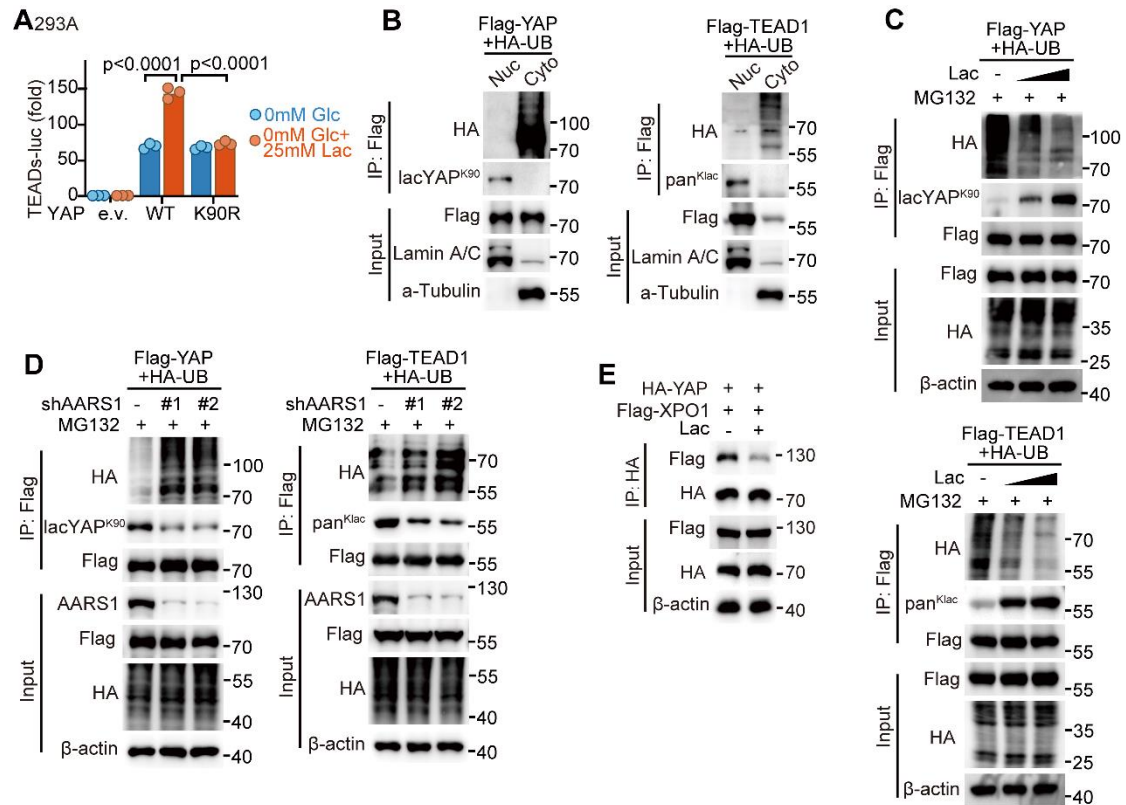 A 293A
TEADs-luc (fold)
150
100
50
0
p<0.0001
p<0.0001
0mM Glc
0mM Glc+
25mM Lac
YAP e.v. WT K90R
B
Flag-YAP
+HA-UB
Nuc Cyto
IP: Flag
HA
100
70
lacYAPK90
70
Input
Flag
70
Lamin A/C
70
a-Tubulin
55
Flag-TEAD1
+HA-UB
Nuc Cyto
IP: Flag
HA
70
55
panKlac
55
Input
Flag
55
Lamin A/C
70
a-Tubulin
55
C
Flag-YAP
+HA-UB
Lac -
MG132 + + +
IP: Flag
HA
100
70
lacYAPK90
70
Flag
70
Input
Flag
70
HA
35
25
β-actin
40
Flag-TEAD1
+HA-UB
Lac -
MG132 + + +
IP: Flag
HA
70
55
panKlac
55
Flag
55
Input
Flag
55
HA
35
25
β-actin
40
D
Flag-YAP
+HA-UB
shAARS1 - #1 #2
MG132 + + +
IP: Flag
HA
100
70
lacYAPK90
70
Flag
70
Input
AARS1
130
Flag
70
HA
55
40
β-actin
40
Flag-TEAD1
+HA-UB
shAARS1 - #1 #2
MG132 + + +
IP: Flag
HA
70
55
panKlac
55
Flag
55
Input
AARS1
130
Flag
55
HA
55
40
β-actin
40
E
HA-YAP + +
Flag-XPO1 + +
Lac - +
IP: HA
Flag
130
HA
70
Input
Flag
130
HA
70
β-actin
40